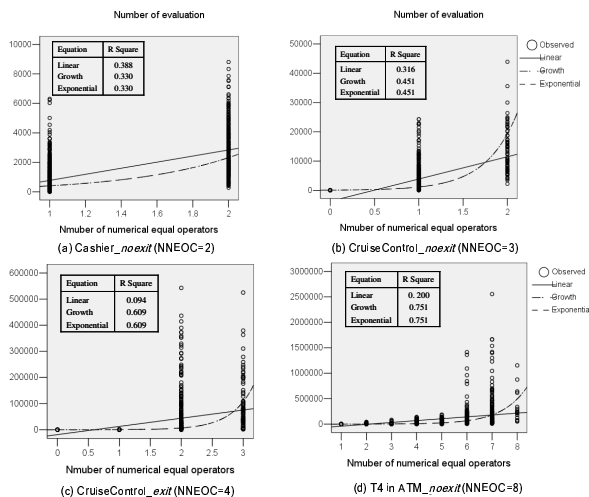 Number of evaluation
Number of evaluation
10000
8000
6000
4000
2000
0
Equation R Square
Linear 0.388
Growth 0.330
Exponential 0.330
1 1.2 1.4 1.6 1.8 2
Nmuber of numerical equal operators
(a) Cashier_noexit (NNEOC=2)
50000
40000
30000
20000
10000
0
Equation R Square
Linear 0.316
Growth 0.451
Exponential 0.451
Observed
Linear
Growth
Exponential
0 0.5 1.0 1.5 2
Nmuber of numerical equal operators
(b) CruiseControl_noexit (NNEOC=3)
600000
500000
400000
300000
200000
100000
0
Equation R Square
Linear 0.094
Growth 0.609
Exponential 0.609
0 1 2 3
Nmuber of numerical equal operators
(c) CruiseControl_exit (NNEOC=4)
3000000
2500000
2000000
1500000
1000000
500000
0
Equation R Square
Linear 0. 200
Growth 0.751
Exponential 0.751
Observed
Linear
Growth
Exponentia
1 2 3 4 5 6 7 8
Nmuber of numerical equal operators
(d) T4 in ATM_noexit (NNEOC=8)